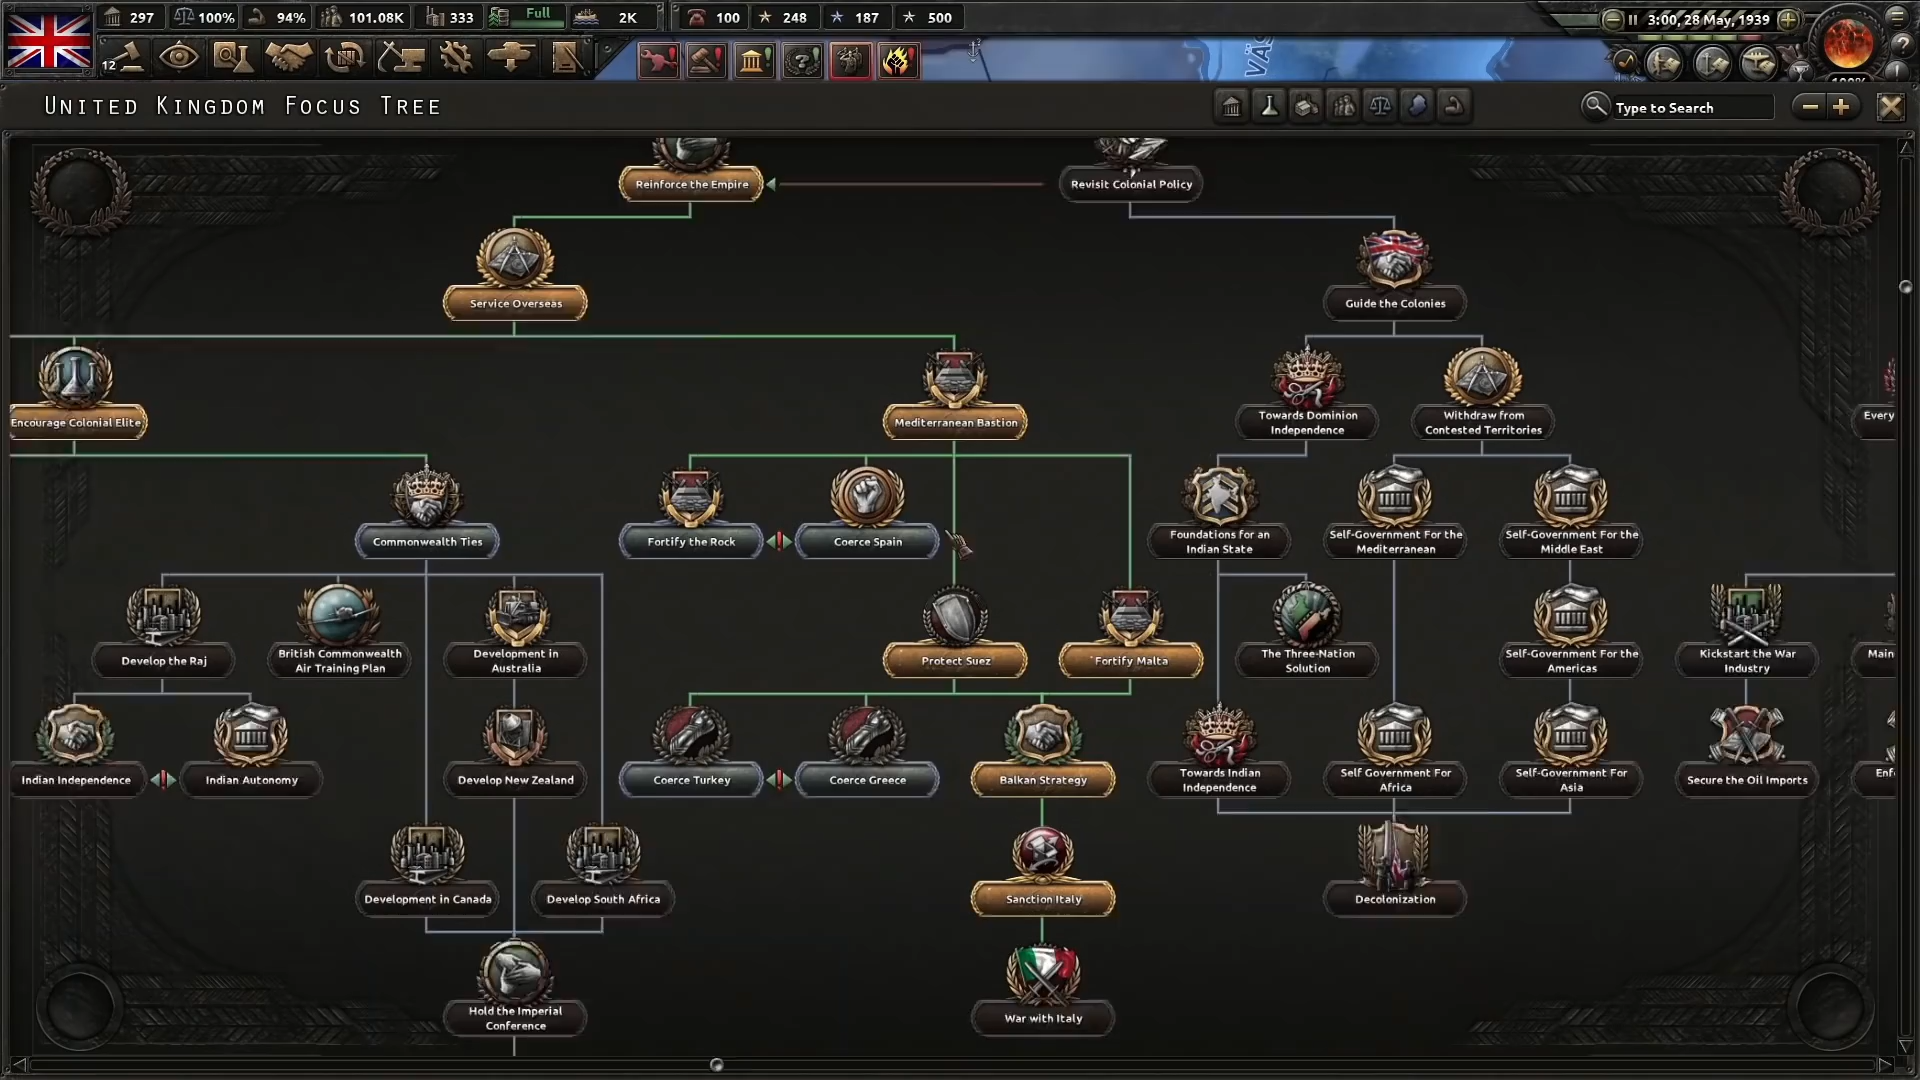 297 100% 94% 101.08K 333 Full 2K 100 248 187 500 3:00, 28 May, 1939
12
UNITED KINGDOM FOCUS TREE
Type to Search
Reinforce the Empire
Revisit Colonial Policy
Service Overseas
Guide the Colonies
Encourage Colonial Elite
Mediterranean Bastion
Towards Dominion
Independence
Withdraw from
Contested Territories
Every
Commonwealth Ties
Fortify the Rock
Coerce Spain
Foundations for an
Indian State
Self-Government For the
Mediterranean
Self-Government For the
Middle East
Develop the Raj
British Commonwealth
Air Training Plan
Development in
Australia
Protect Suez
Fortify Malta
The Three-Nation
Solution
Self-Government For the
Americas
Kickstart the War
Industry
Main
Indian Independence
Indian Autonomy
Develop New Zealand
Coerce Turkey
Coerce Greece
Balkan Strategy
Towards Indian
Independence
Self Government For
Africa
Self-Government For
Asia
Secure the Oil Imports
Enf
Development in Canada
Develop South Africa
Sanction Italy
Decolonization
Hold the Imperial
Conference
War with Italy